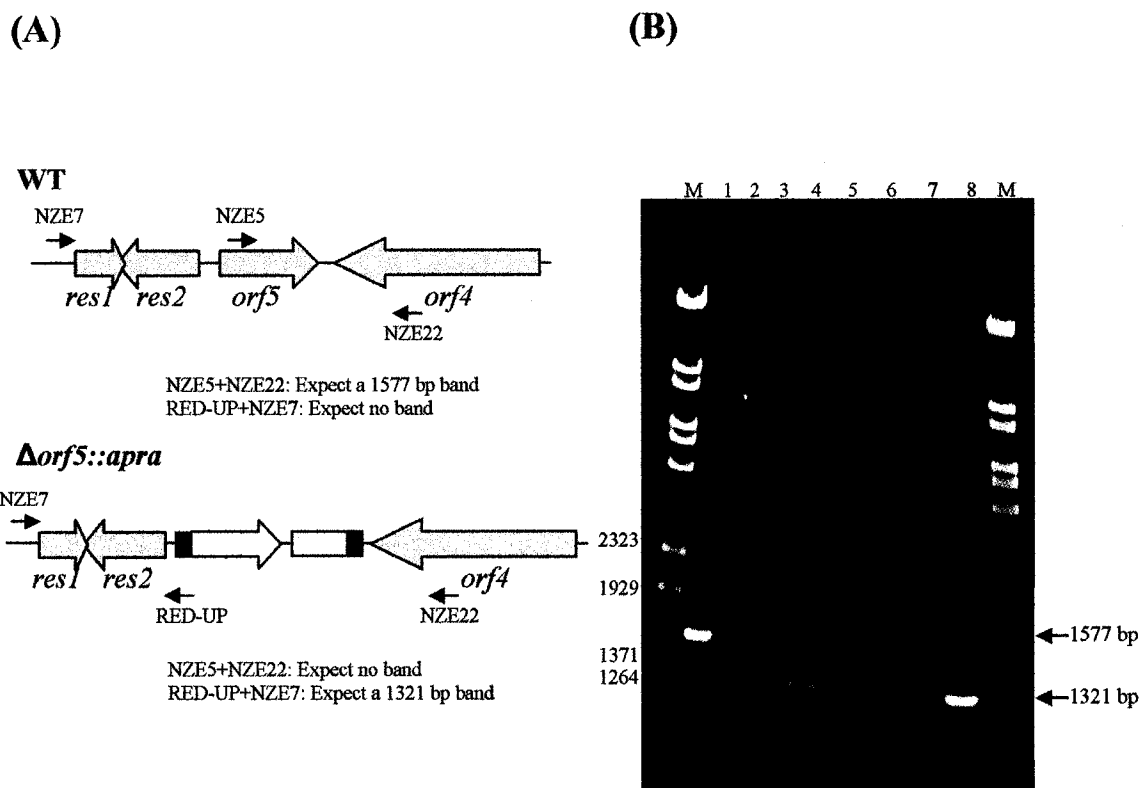 (A)
(B)
WT
NZE7
NZE5
res1
res2
orf5
orf4
NZE22
NZE5+NZE22: Expect a 1577 bp band
RED-UP+NZE7: Expect no band
Δorf5::apra
NZE7
res1
res2
orf4
RED-UP
NZE22
NZE5+NZE22: Expect no band
RED-UP+NZE7: Expect a 1321 bp band
M 1 2 3 4 5 6 7 8 M
2323
1929
1371
1264
1577 bp
1321 bp